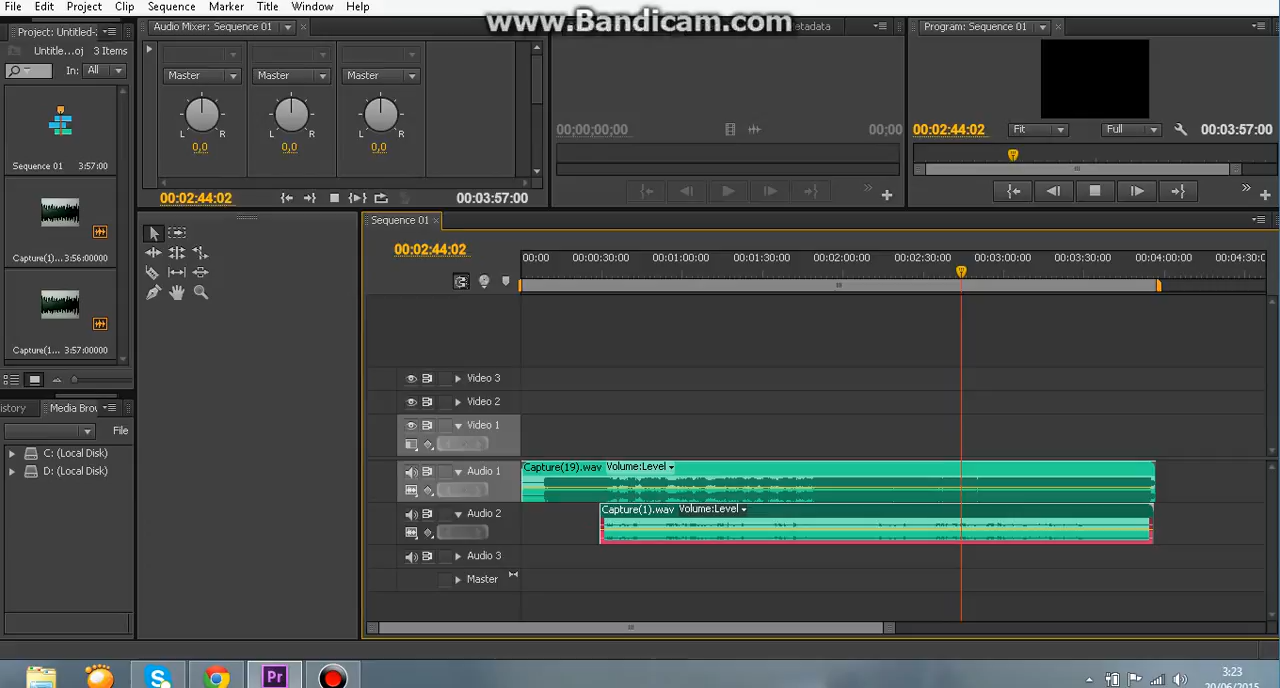 File Edit Project Clip Sequence Marker Title Window Help
www.Bandicam.com
Project: Untitled-
Untitle...oj 3 Items
In: All
Sequence 01 3:57:00
Capture(1)... 3:56:0000
Capture(1... 3:57:00000
Audio Mixer: Sequence 01
Master Master Master
L R L R L R
0,0 0,0 0,0
00:02:44:02 00:03:57:00
etadata
00;00;00;00 00;00
Program: Sequence 01
00:02:44:02 Fit Full 00:03:57:00
istory Media Brov
File
C: (Local Disk)
D: (Local Disk)
Sequence 01
00:02:44:02
00:00 00:00:30:00 00:01:00:00 00:01:30:00 00:02:00:00 00:02:30:00 00:03:00:00 00:03:30:00 00:04:00:00 00:04:30:0
Video 3
Video 2
Video 1
Audio 1 Capture(19).wav Volume:Level
Audio 2 Capture(1).wav Volume:Level
Audio 3
Master
S Pr
3:23
20/06/2015